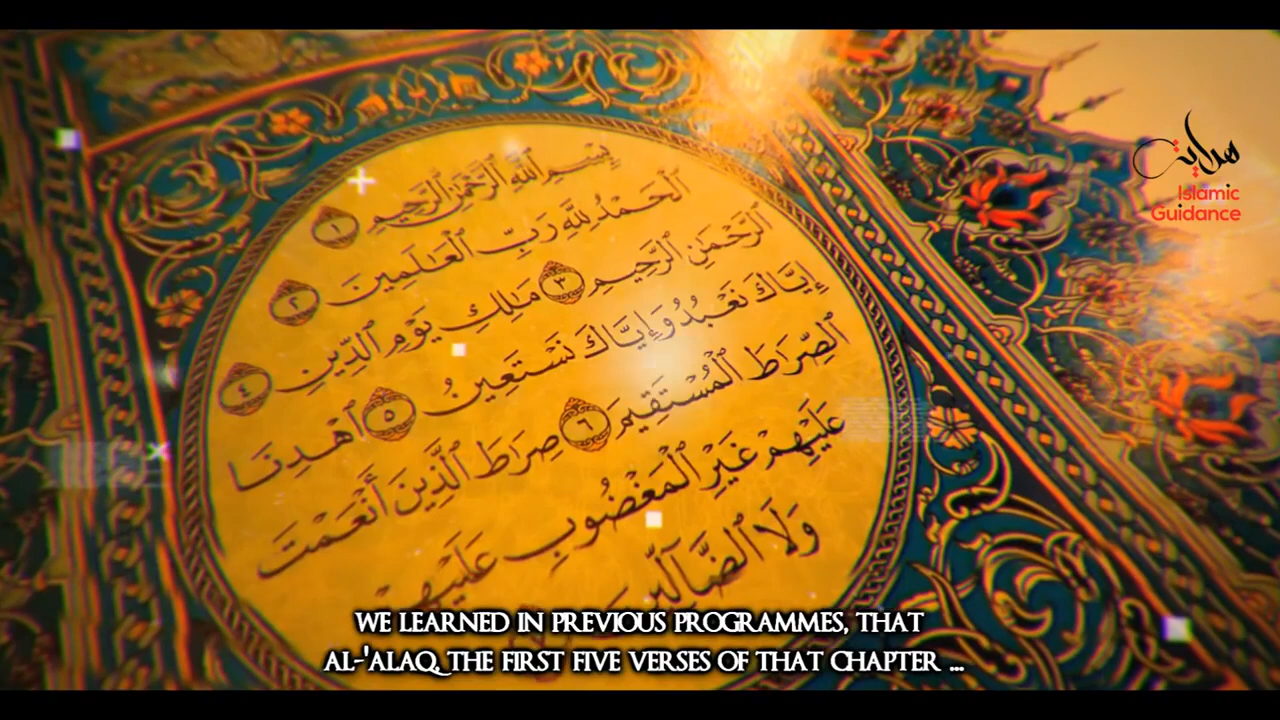 بِسْمِ ٱللَّهِ ٱلرَّحْمَٰنِ ٱلرَّحِيمِ ١
ٱلْحَمْدُ لِلَّهِ رَبِّ ٱلْعَٰلَمِينَ ٢
ٱلرَّحْمَٰنِ ٱلرَّحِيمِ ٣ مَٰلِكِ يَوْمِ ٱلدِّينِ ٤
إِيَّاكَ نَعْبُدُ وَإِيَّاكَ نَسْتَعِينُ ٥ ٱهْدِنَا
ٱلصِّرَٰطَ ٱلْمُسْتَقِيمَ ٦ صِرَٰطَ ٱلَّذِينَ أَنْعَمْتَ
عَلَيْهِمْ غَيْرِ ٱلْمَغْضُوبِ عَلَيْهِمْ
وَلَا ٱلضَّآلِّينَ
هداية
Islamic
Guidance
WE LEARNED IN PREVIOUS PROGRAMMES, THAT
AL-'ALAQ, THE FIRST FIVE VERSES OF THAT CHAPTER ...